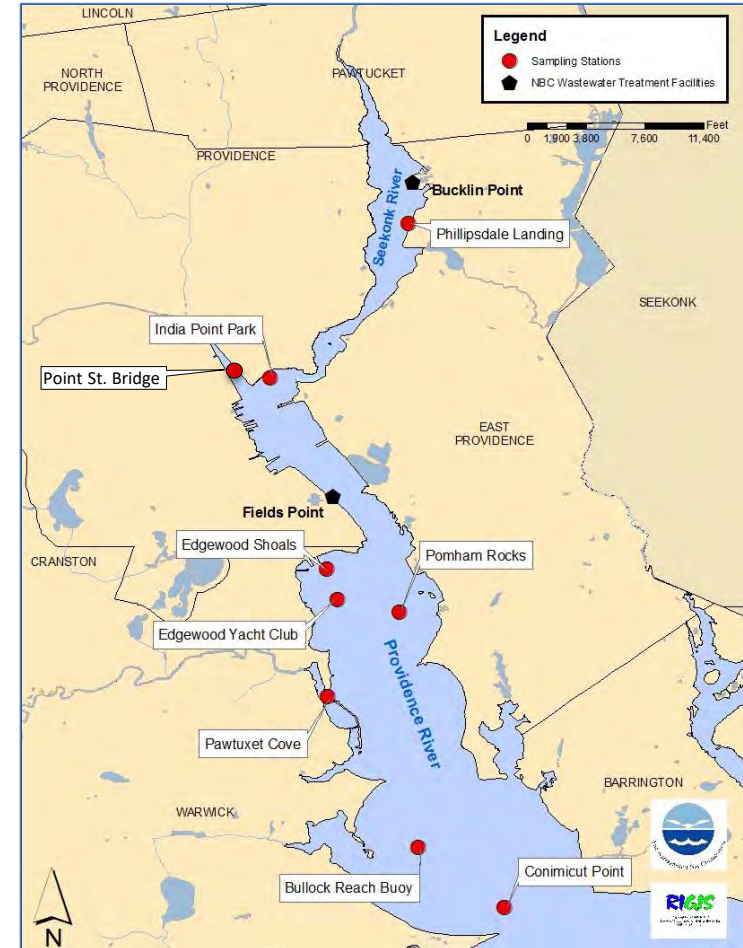 LINCOLN
Legend
Sampling Stations
NBC Wastewater Treatment Facilities
NORTH
PROVIDENCE
PAWTUCKET
Feet
0 1,900 3,800 7,600 11,400
PROVIDENCE
Bucklin Point
Seekonk River
Phillipsdale Landing
SEEKONK
India Point Park
Point St. Bridge
EAST
PROVIDENCE
Fields Point
Edgewood Shoals
Pomham Rocks
CRANSTON
Edgewood Yacht Club
Providence River
Pawtuxet Cove
BARRINGTON
WARWICK
Conimicut Point
Bullock Reach Buoy
RIGIS
N